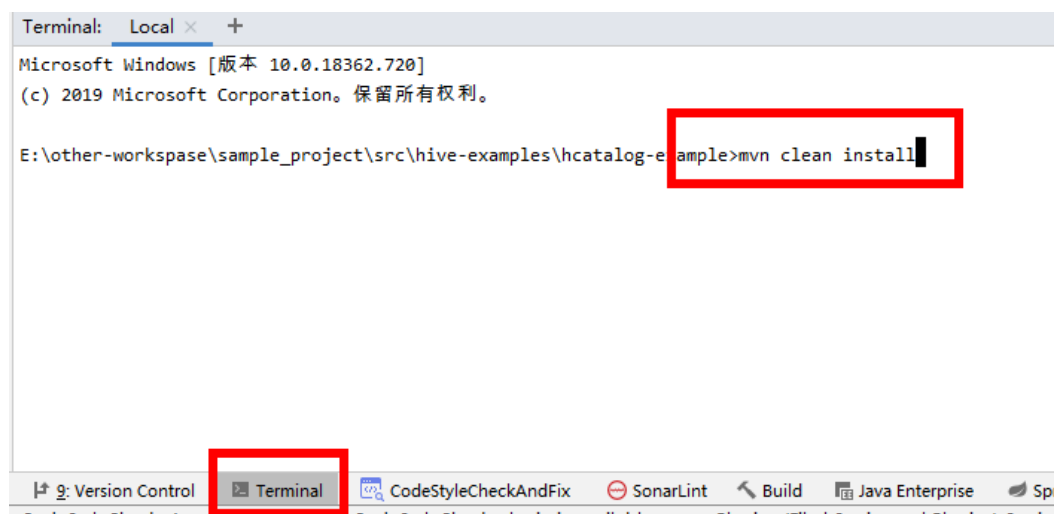 Terminal: Local × +
Microsoft Windows [版本 10.0.18362.720]
(c) 2019 Microsoft Corporation。保留所有权利。
E:\other-workspase\sample_project\src\hive-examples\hcatalog-example>mvn clean install
9: Version Control Terminal CodeStyleCheckAndFix SonarLint Build Java Enterprise Spr